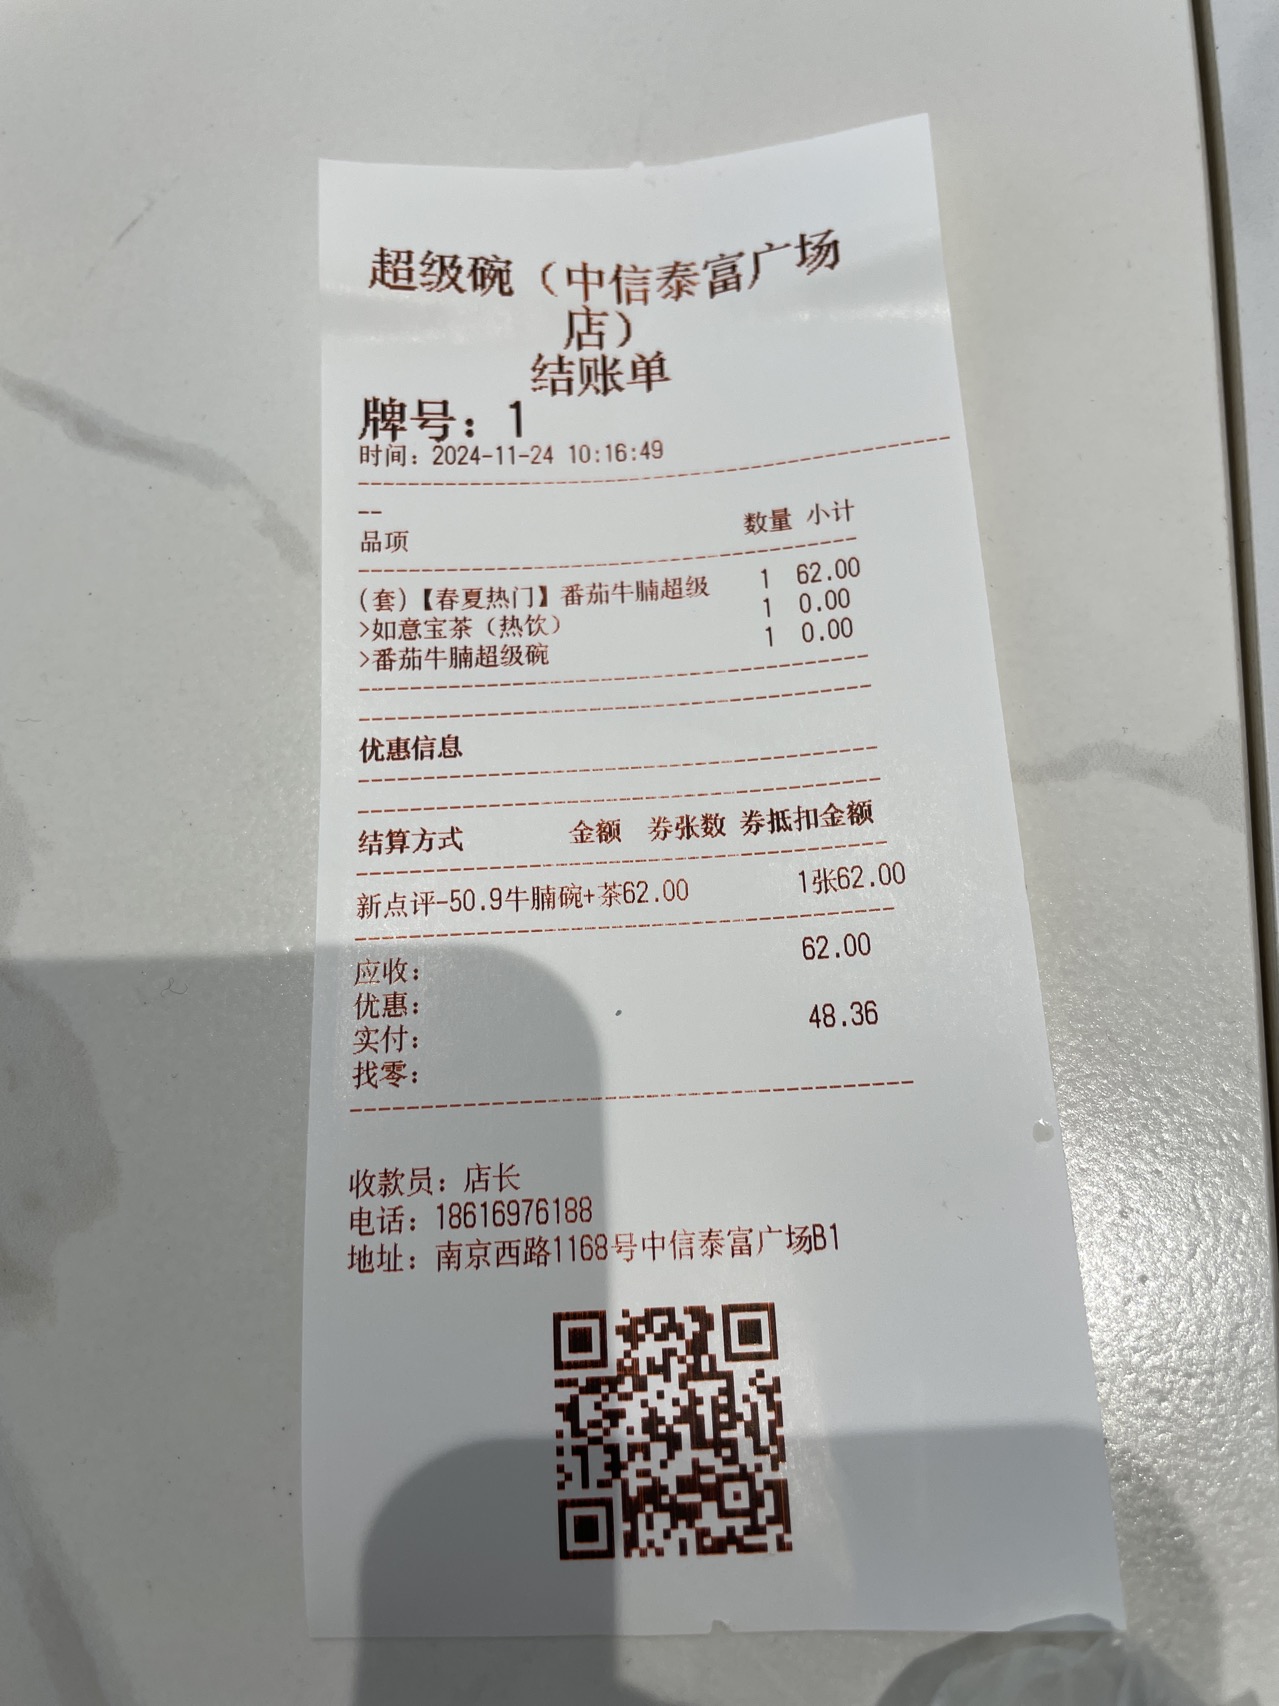 超级碗（中信泰富广场
店）
结账单
牌号：1
时间：2024-11-24 10:16:49
--
品项 数量 小计
(套)【春夏热门】番茄牛腩超级 1 62.00
>如意宝茶（热饮） 1 0.00
>番茄牛腩超级碗 1 0.00
优惠信息
结算方式 金额 券张数 券抵扣金额
新点评-50.9牛腩碗+茶62.00 1张62.00
应收： 62.00
优惠：
实付： 48.36
找零：
收款员：店长
电话：18616976188
地址：南京西路1168号中信泰富广场B1